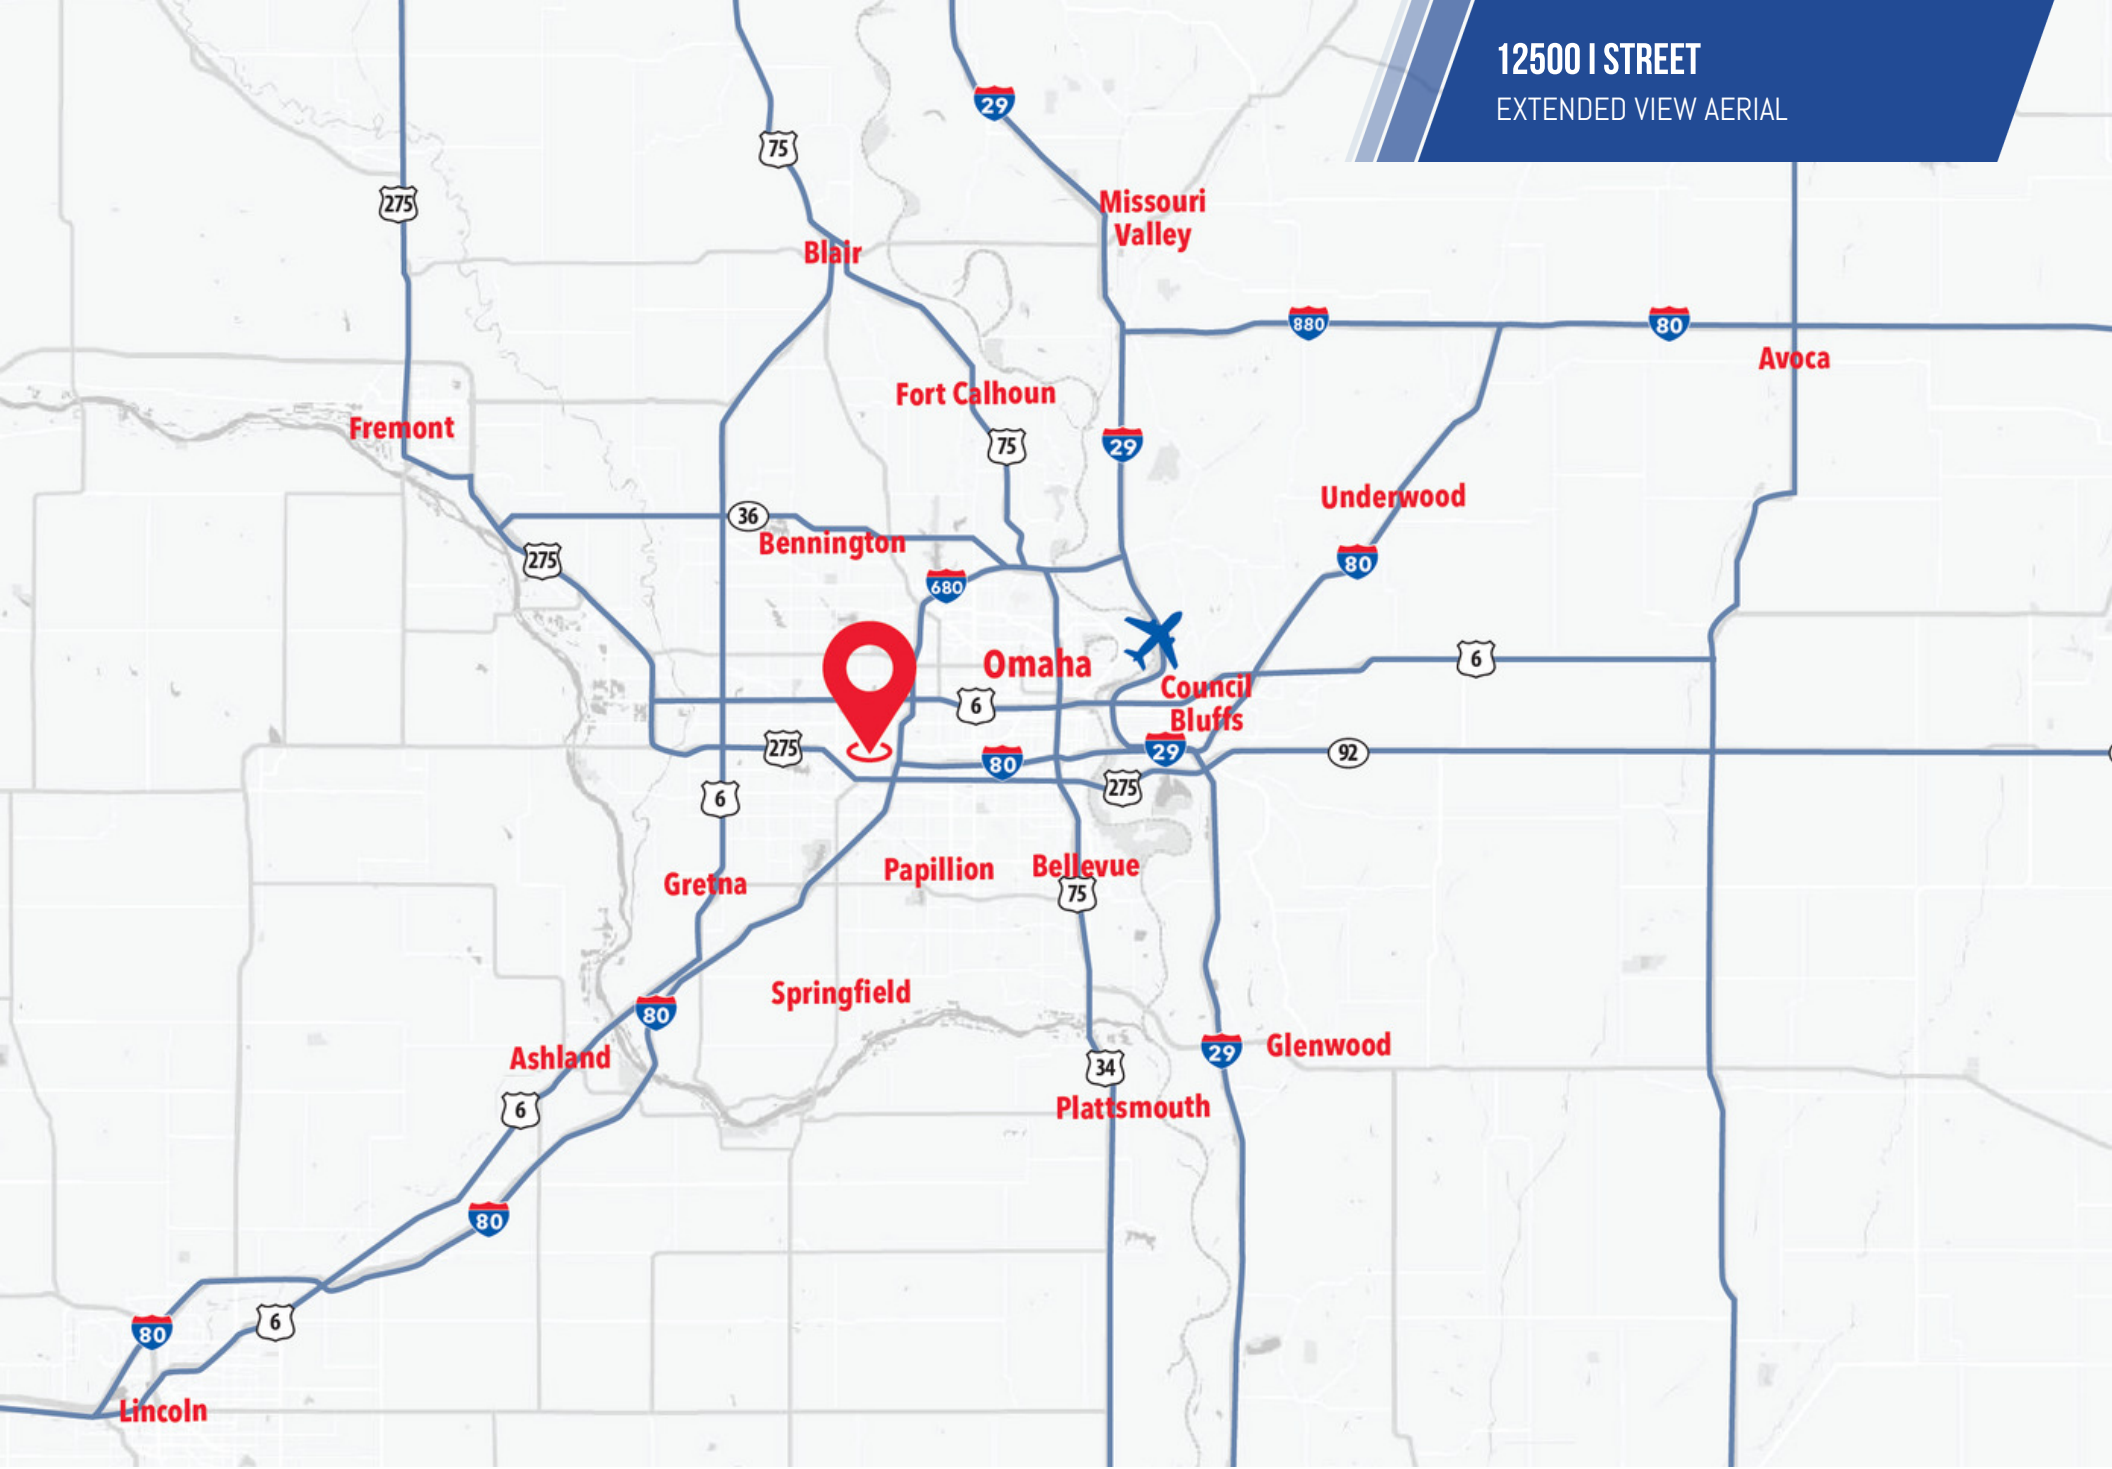 12500 I STREET
EXTENDED VIEW AERIAL
29
75
275
Missouri
Valley
Blair
880
80
Avoca
Fort Calhoun
Fremont
75
29
Underwood
36
Bennington
275
80
680
Omaha
6
Council
Bluffs
6
275
29
92
80
275
6
Bellevue
Papillion
Gretna
75
Springfield
80
Glenwood
29
Ashland
34
6
Plattsmouth
80
6
80
Lincoln